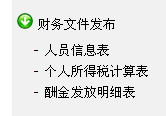 财务文件发布
- 人员信息表
- 个人所得税计算表
- 酬金发放明细表